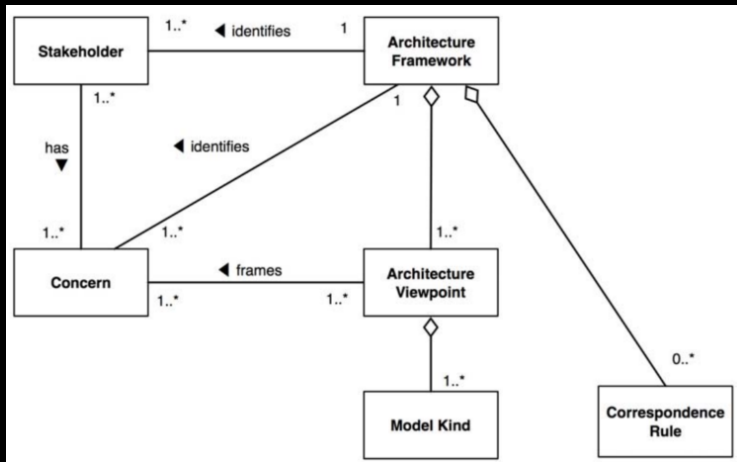 1..*
◀ identifies
1
Stakeholder
Architecture
Framework
1..*
1
has
▼
◀ identifies
1..*
1..*
1..*
◀ frames
Concern
Architecture
Viewpoint
1..*
1..*
0..*
1..*
Model Kind
Correspondence
Rule